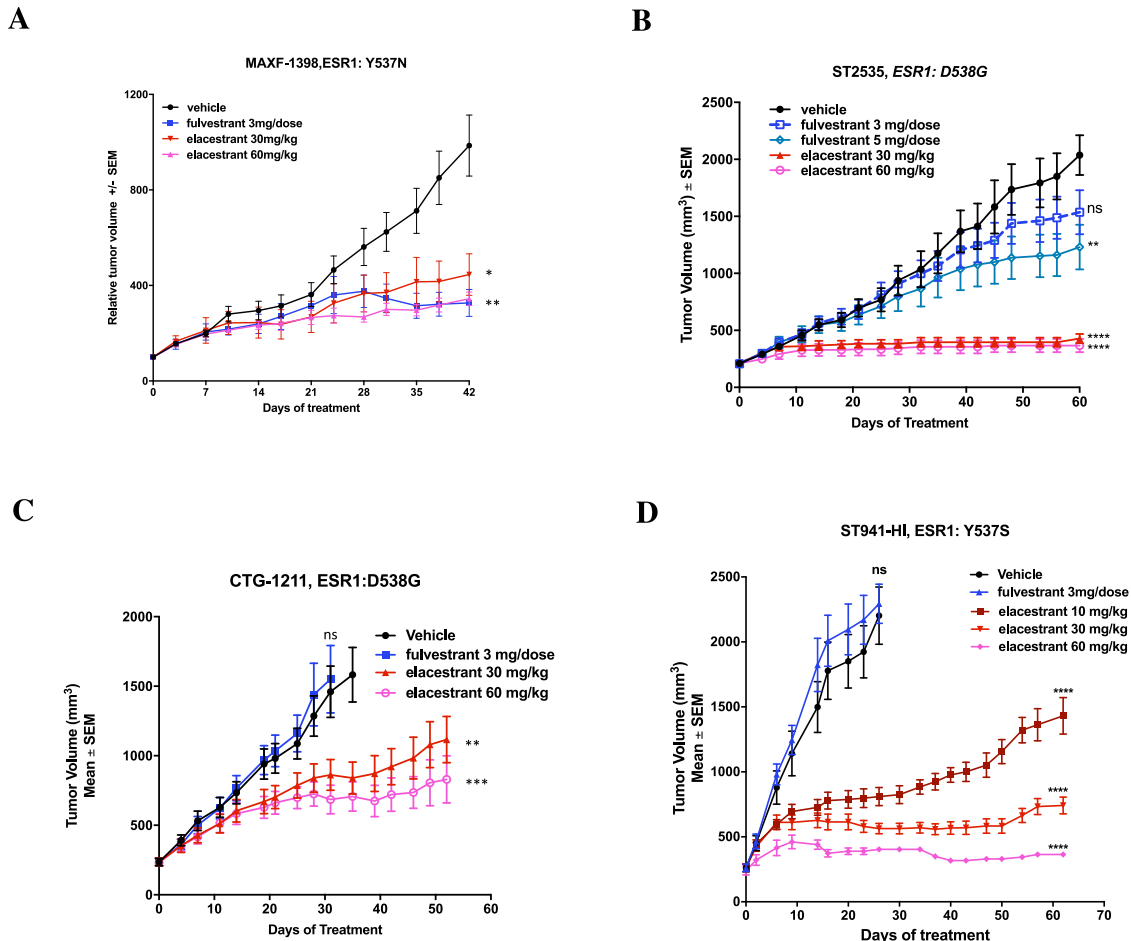 A
MAXF-1398,ESR1: Y537N
Relative tumor volume +/- SEM
1200
800
400
0
vehicle
fulvestrant 3mg/dose
elacestrant 30mg/kg
elacestrant 60mg/kg
*
**
0 7 14 21 28 35 42
Days of treatment
B
ST2535, ESR1: D538G
Tumor Volume (mm³) ± SEM
2500
2000
1500
1000
500
0
vehicle
fulvestrant 3 mg/dose
fulvestrant 5 mg/dose
elacestrant 30 mg/kg
elacestrant 60 mg/kg
ns
**
****
****
0 10 20 30 40 50 60
Days of Treatment
C
CTG-1211, ESR1:D538G
Tumor Volume (mm³)
Mean ± SEM
2000
1500
1000
500
0
ns
Vehicle
fulvestrant 3 mg/dose
elacestrant 30 mg/kg
elacestrant 60 mg/kg
**
***
0 10 20 30 40 50 60
Days of Treatment
D
ST941-HI, ESR1: Y537S
Tumor Volume (mm³)
Mean ± SEM
2500
2000
1500
1000
500
0
ns
Vehicle
fulvestrant 3mg/dose
elacestrant 10 mg/kg
elacestrant 30 mg/kg
elacestrant 60 mg/kg
****
****
****
0 10 20 30 40 50 60 70
Days of treatment